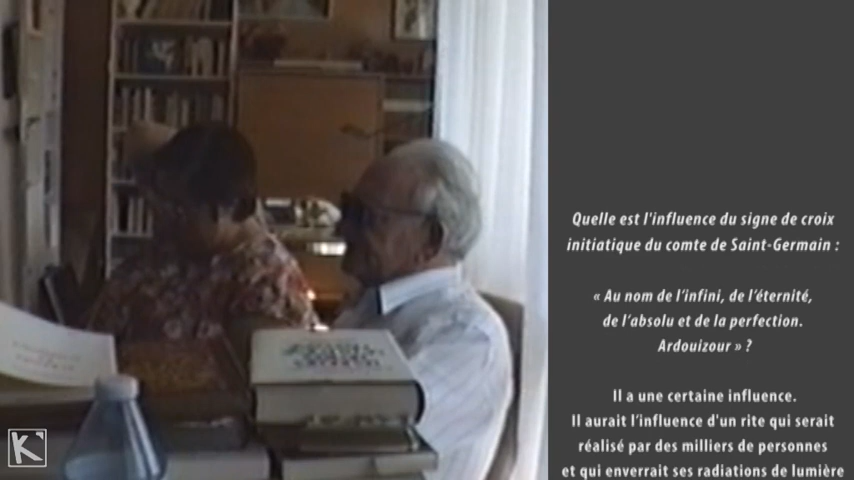 Quelle est l'influence du signe de croix
initiatique du comte de Saint-Germain :
« Au nom de l'infini, de l'éternité,
de l'absolu et de la perfection.
Ardouizour » ?
Il a une certaine influence.
Il aurait l'influence d'un rite qui serait
réalisé par des milliers de personnes
et qui enverrait ses radiations de lumière
K